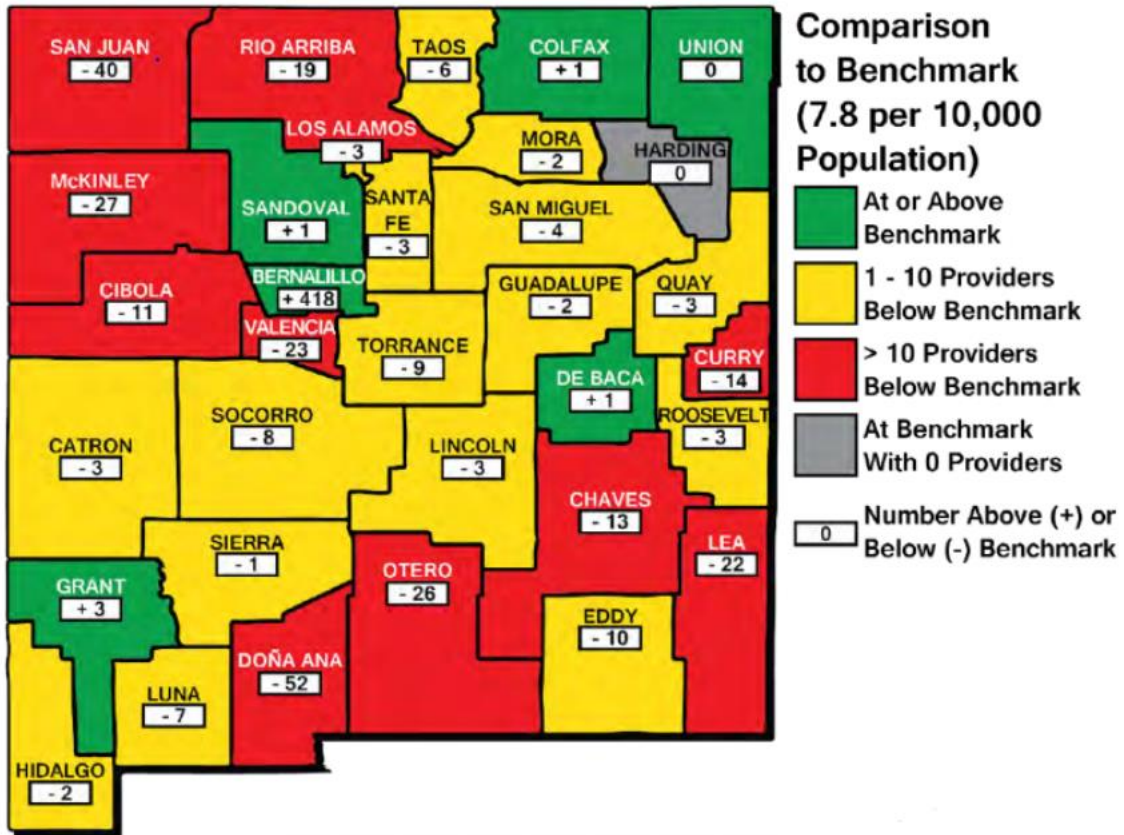 SAN JUAN
- 40
RIO ARRIBA
- 19
TAOS
- 6
COLFAX
+ 1
UNION
0
LOS ALAMOS
- 3
MORA
- 2
HARDING
0
McKINLEY
- 27
SANDOVAL
+ 1
SANTA
FE
- 3
SAN MIGUEL
- 4
BERNALILLO
+ 418
CIBOLA
- 11
GUADALUPE
- 2
QUAY
- 3
VALENCIA
- 23
TORRANCE
- 9
CURRY
- 14
DE BACA
+ 1
ROOSEVELT
- 3
SOCORRO
- 8
CATRON
- 3
LINCOLN
- 3
CHAVES
- 13
SIERRA
- 1
OTERO
- 26
LEA
- 22
GRANT
+ 3
EDDY
- 10
DOÑA ANA
- 52
LUNA
- 7
HIDALGO
- 2
Comparison
to Benchmark
(7.8 per 10,000
Population)
At or Above
Benchmark
1 - 10 Providers
Below Benchmark
> 10 Providers
Below Benchmark
At Benchmark
With 0 Providers
0
Number Above (+) or
Below (-) Benchmark